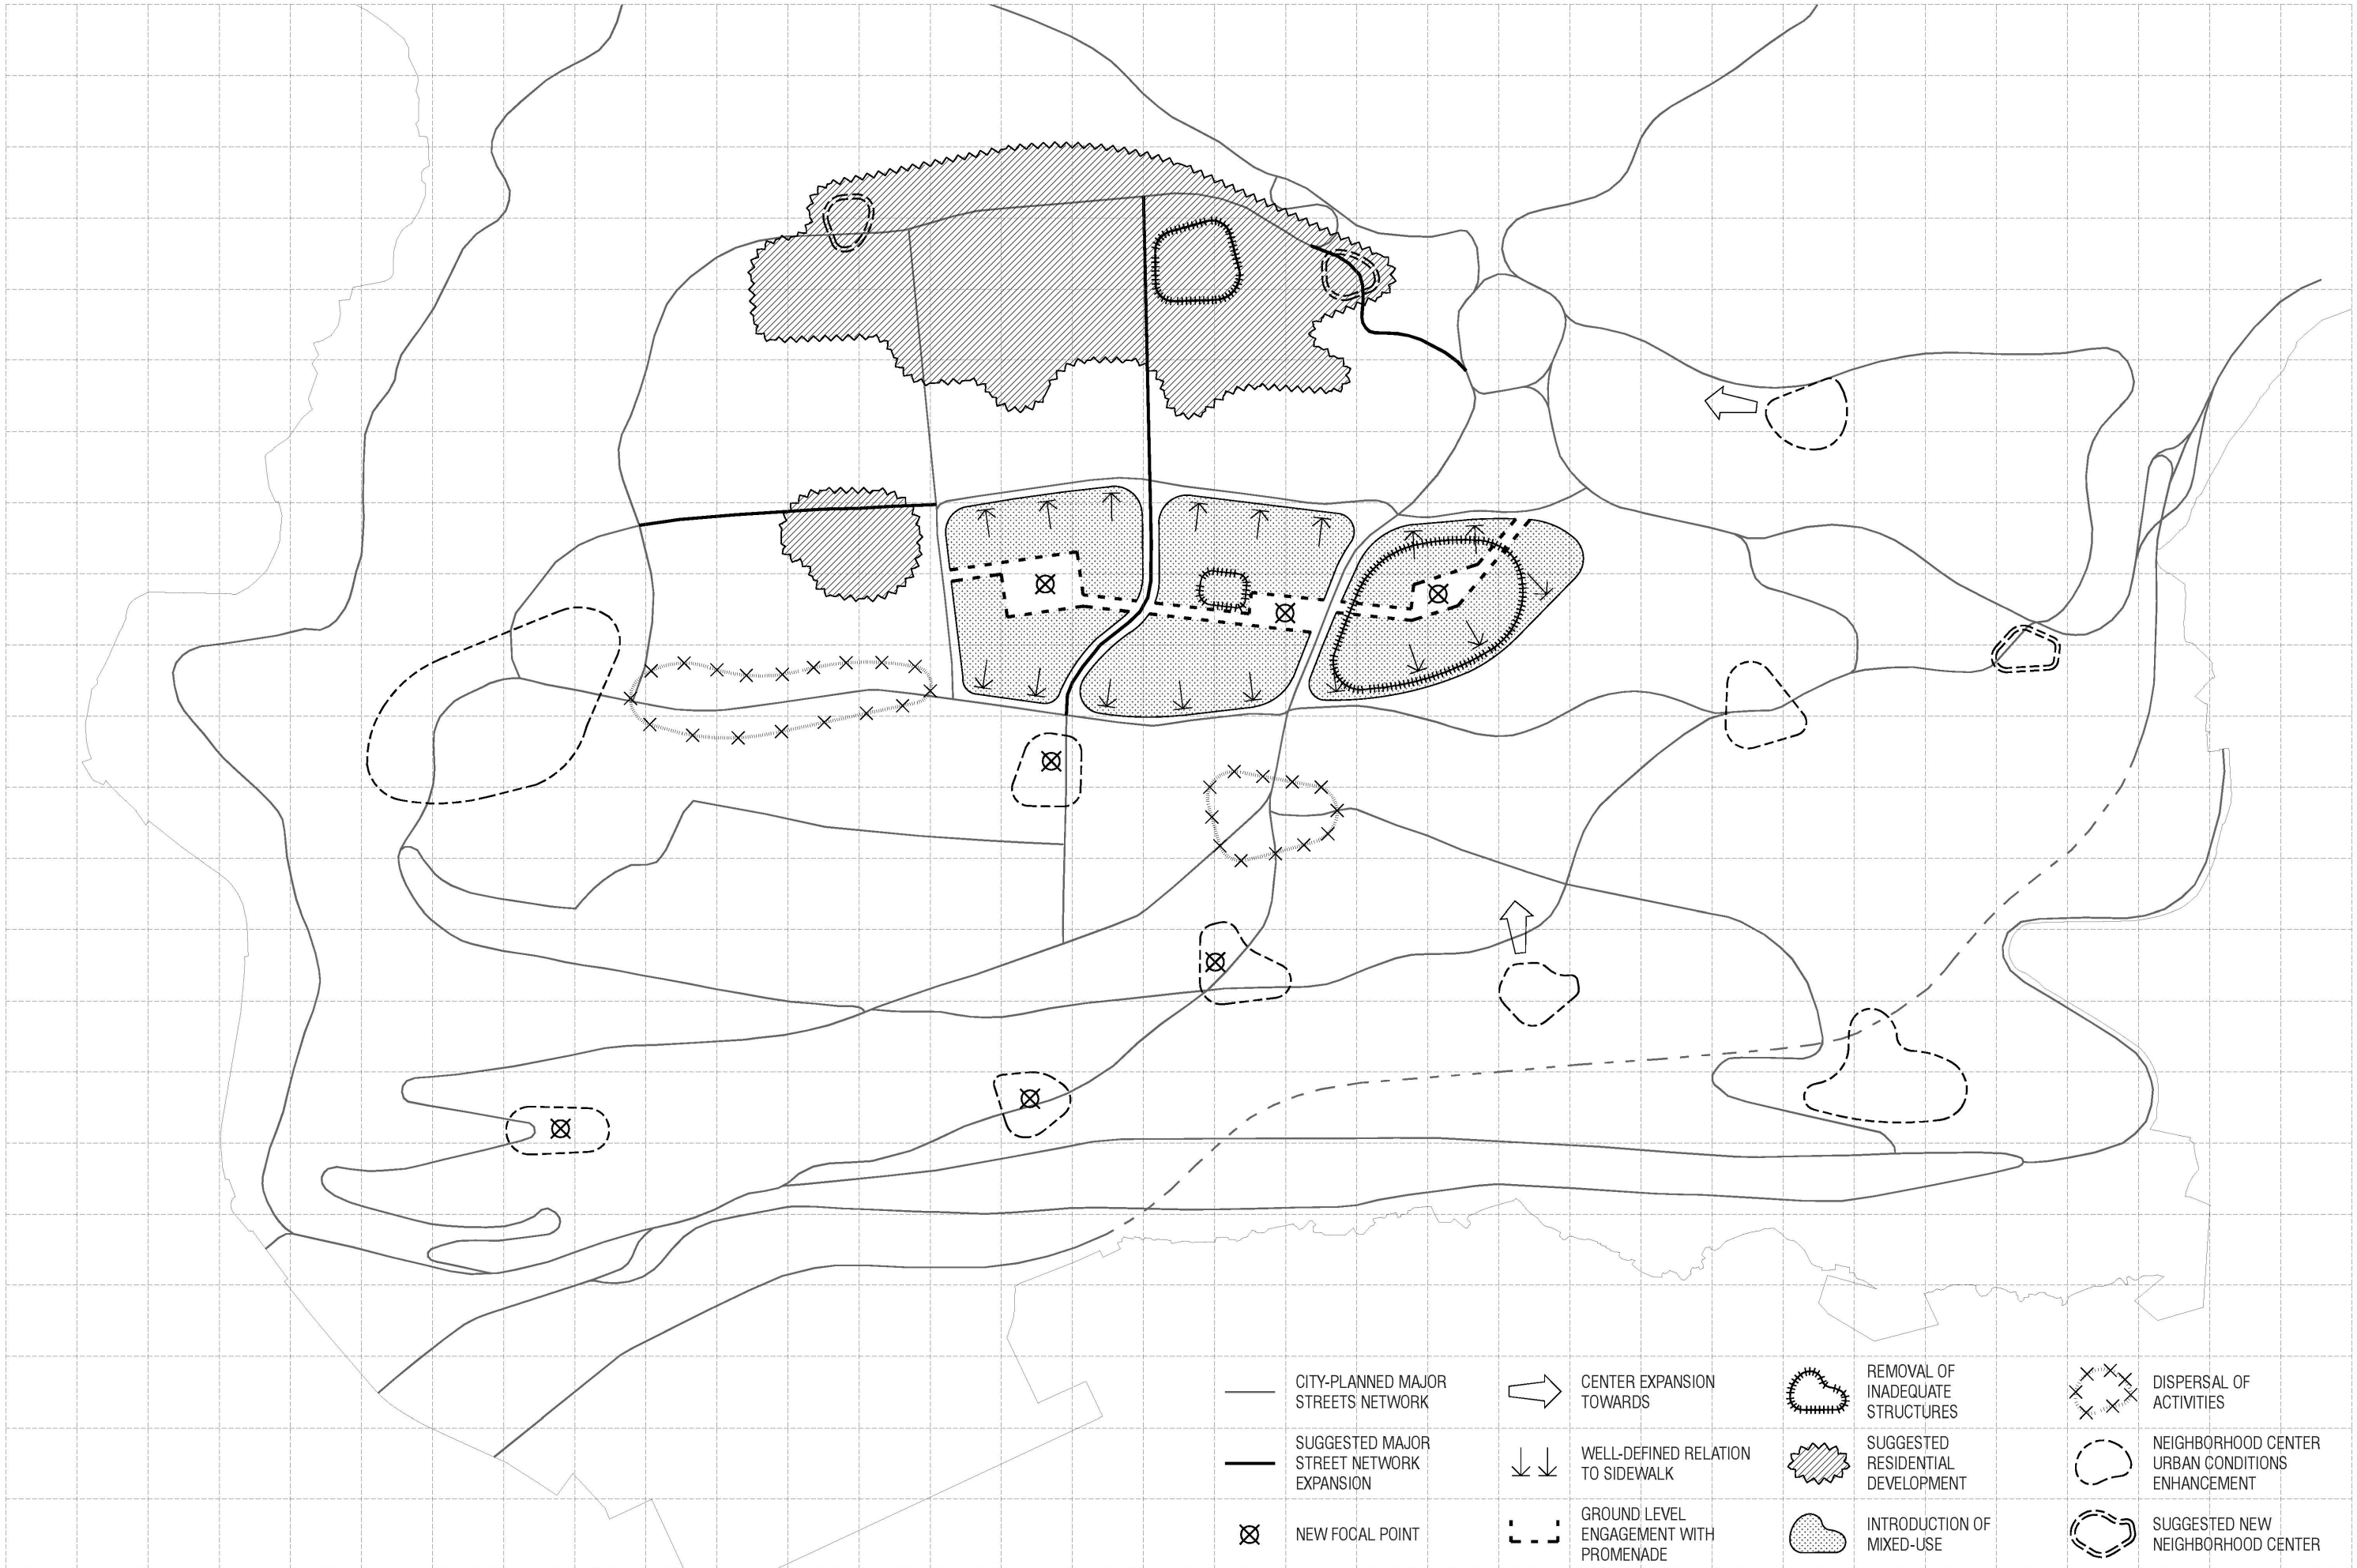 CITY-PLANNED MAJOR
STREETS NETWORK
SUGGESTED MAJOR
STREET NETWORK
EXPANSION
NEW FOCAL POINT
CENTER EXPANSION
TOWARDS
WELL-DEFINED RELATION
TO SIDEWALK
GROUND LEVEL
ENGAGEMENT WITH
PROMENADE
REMOVAL OF
INADEQUATE
STRUCTURES
SUGGESTED
RESIDENTIAL
DEVELOPMENT
INTRODUCTION OF
MIXED-USE
DISPERSAL OF
ACTIVITIES
NEIGHBORHOOD CENTER
URBAN CONDITIONS
ENHANCEMENT
SUGGESTED NEW
NEIGHBORHOOD CENTER